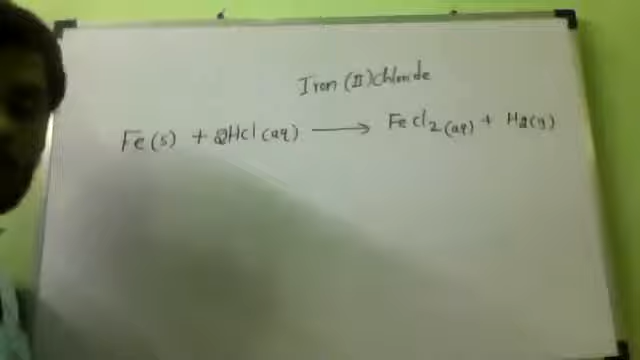 Iron (II) chloride
Fe(s) + 2HCl(aq) ⟶ FeCl2(aq) + H2(g)